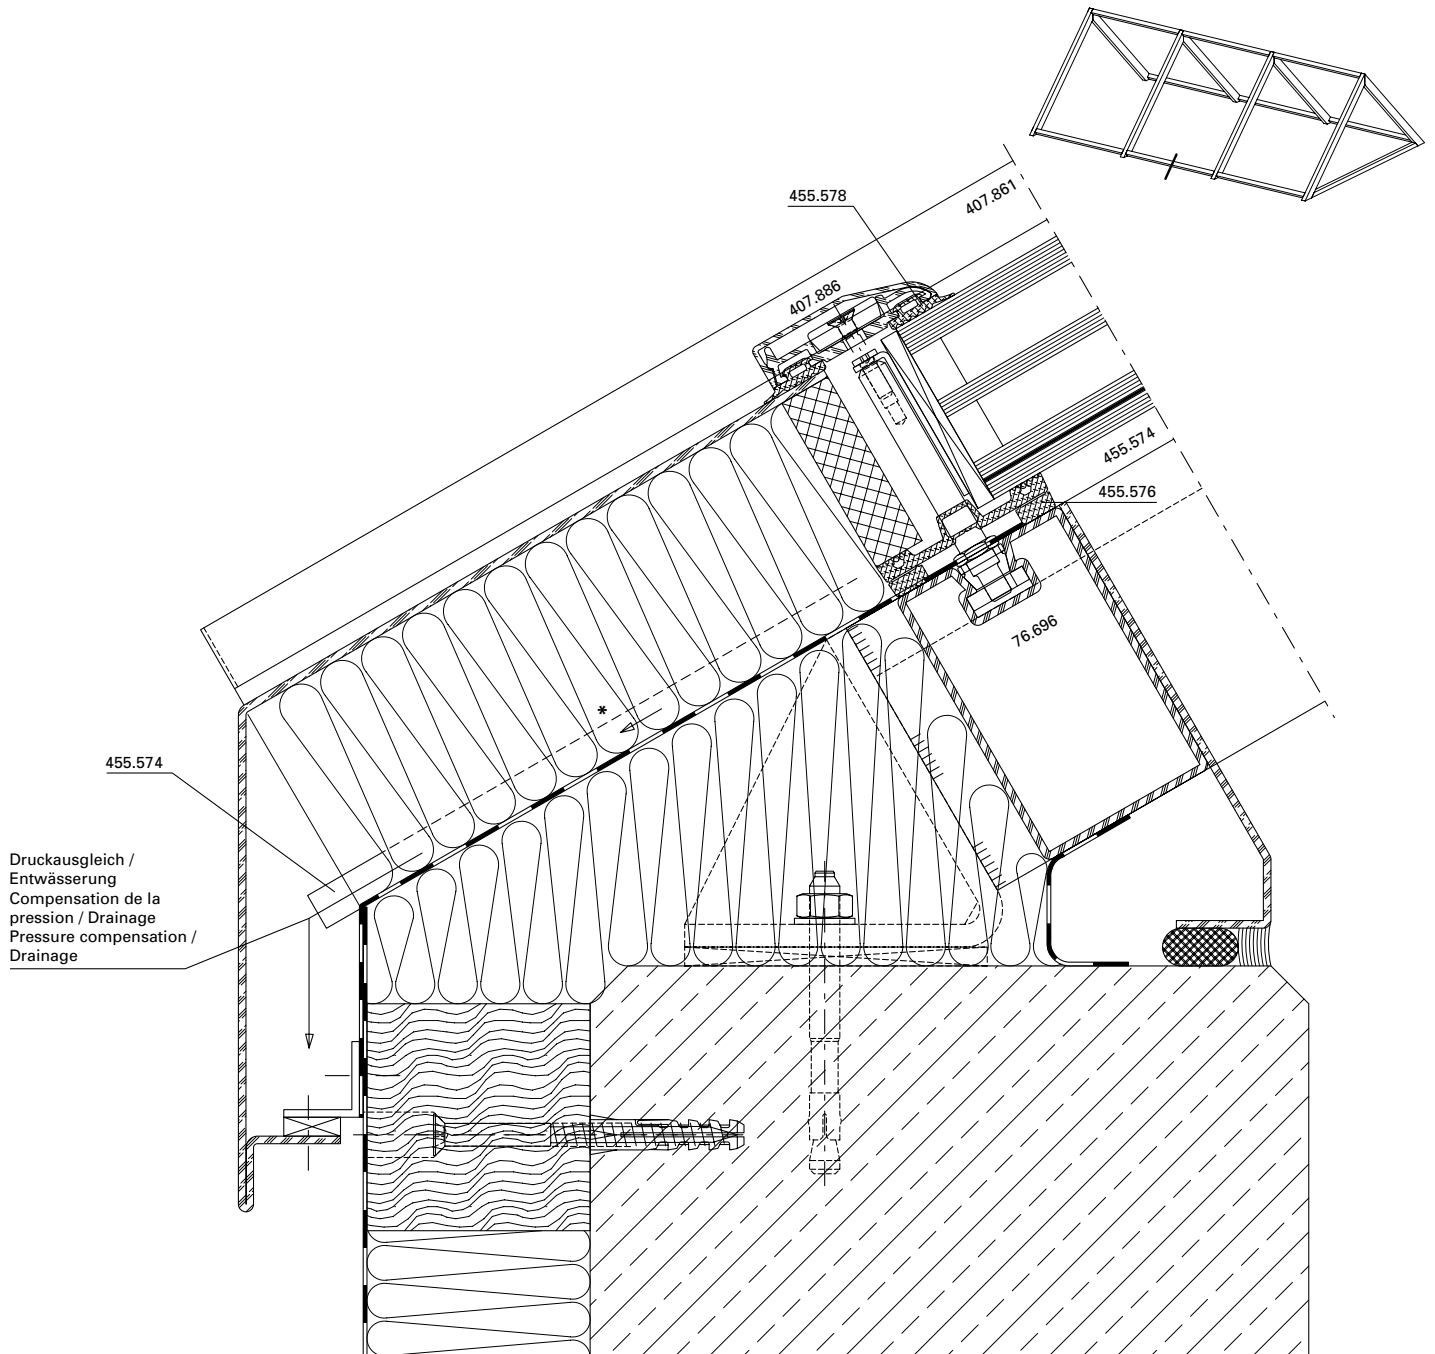 407.861
455.578
407.886
455.574
455.576
76.696
*
455.574
Druckausgleich /
Entwässerung
Compensation de la
pression / Drainage
Pressure compensation /
Drainage